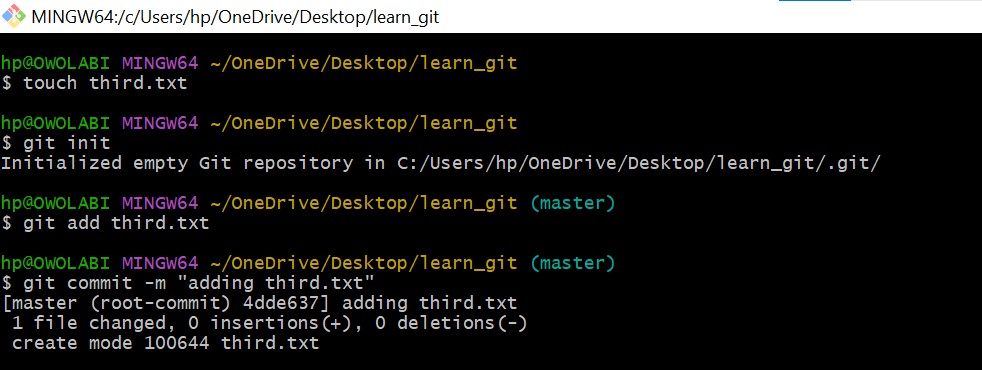 MINGW64:/c/Users/hp/OneDrive/Desktop/learn_git
hp@OWOLABI MINGW64 ~/OneDrive/Desktop/learn_git
$ touch third.txt
hp@OWOLABI MINGW64 ~/OneDrive/Desktop/learn_git
$ git init
Initialized empty Git repository in C:/Users/hp/OneDrive/Desktop/learn_git/.git/
hp@OWOLABI MINGW64 ~/OneDrive/Desktop/learn_git (master)
$ git add third.txt
hp@OWOLABI MINGW64 ~/OneDrive/Desktop/learn_git (master)
$ git commit -m "adding third.txt"
[master (root-commit) 4dde637] adding third.txt
 1 file changed, 0 insertions(+), 0 deletions(-)
 create mode 100644 third.txt